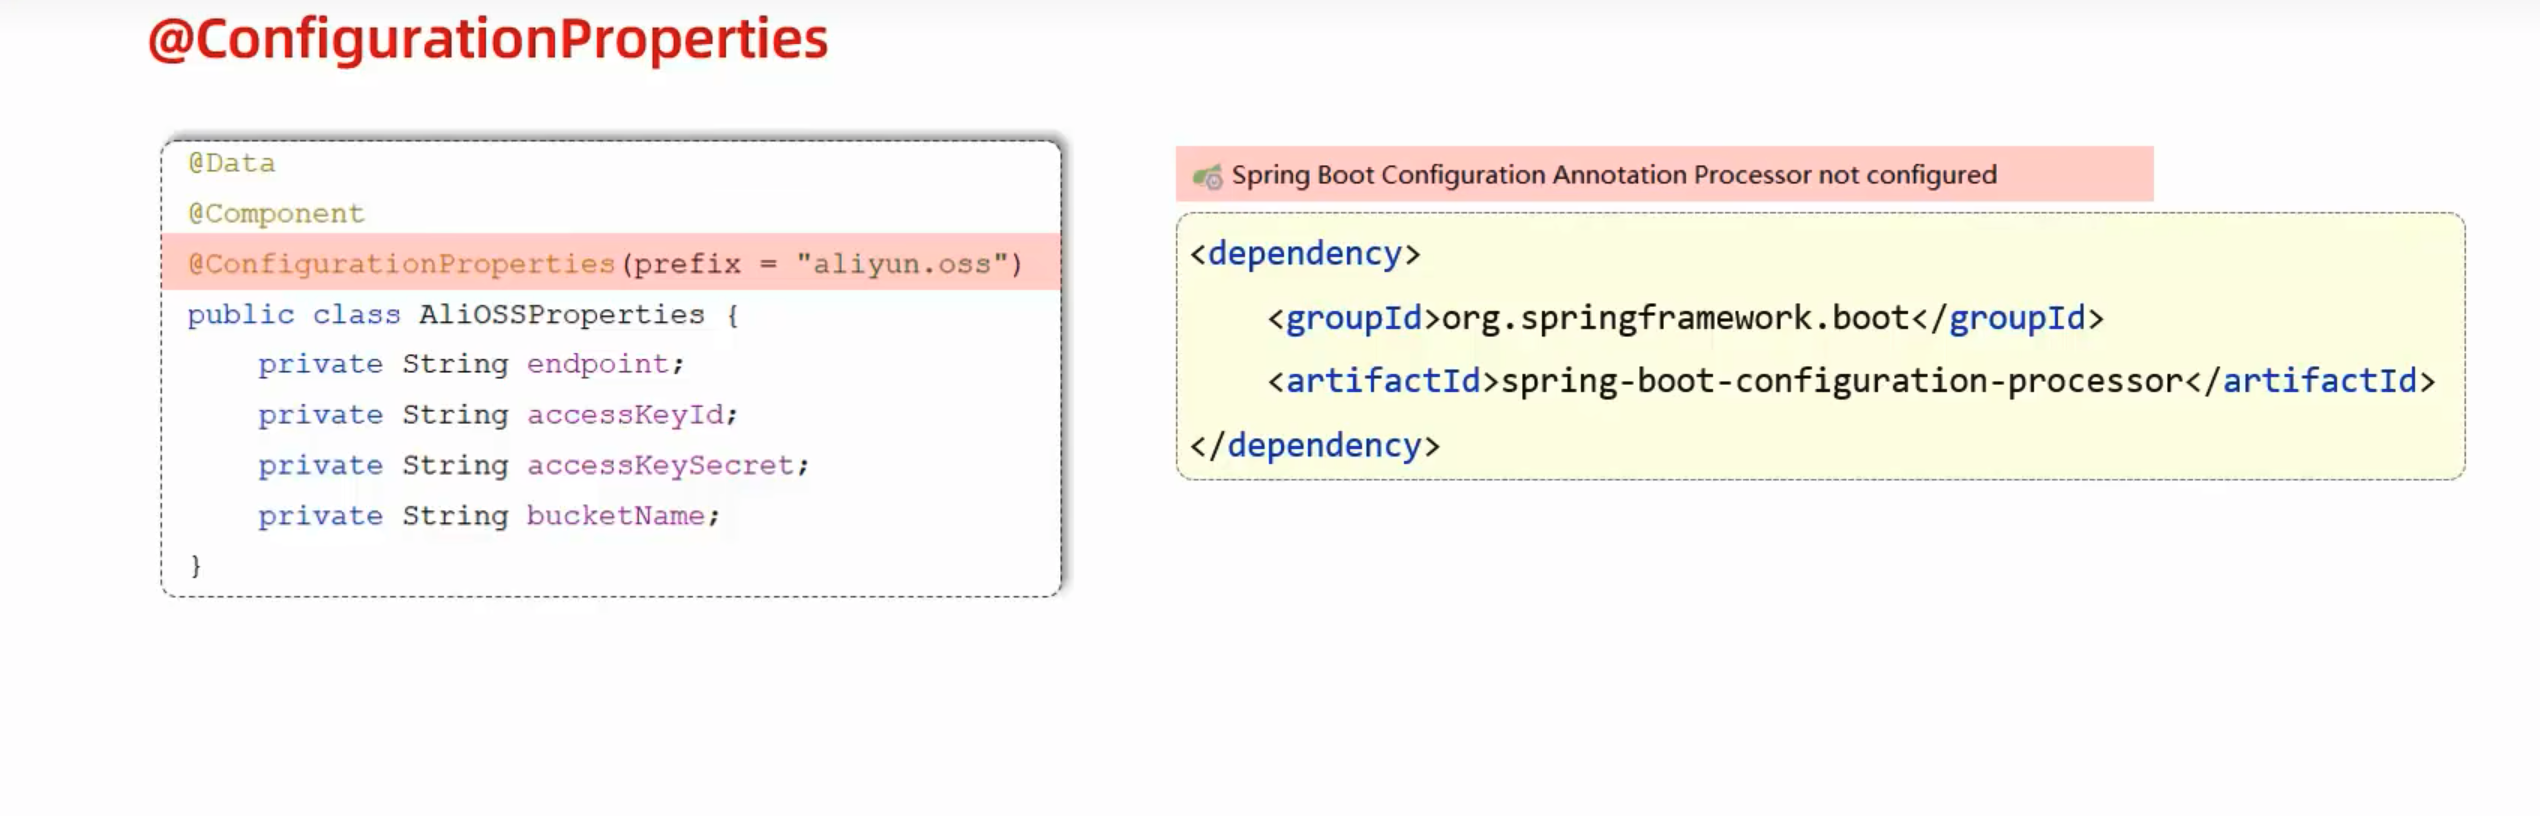 @ConfigurationProperties
@Data
@Component
@ConfigurationProperties(prefix = "aliyun.oss")
public class AliOSSProperties {
    private String endpoint;
    private String accessKeyId;
    private String accessKeySecret;
    private String bucketName;
}
Spring Boot Configuration Annotation Processor not configured
<dependency>
    <groupId>org.springframework.boot</groupId>
    <artifactId>spring-boot-configuration-processor</artifactId>
</dependency>